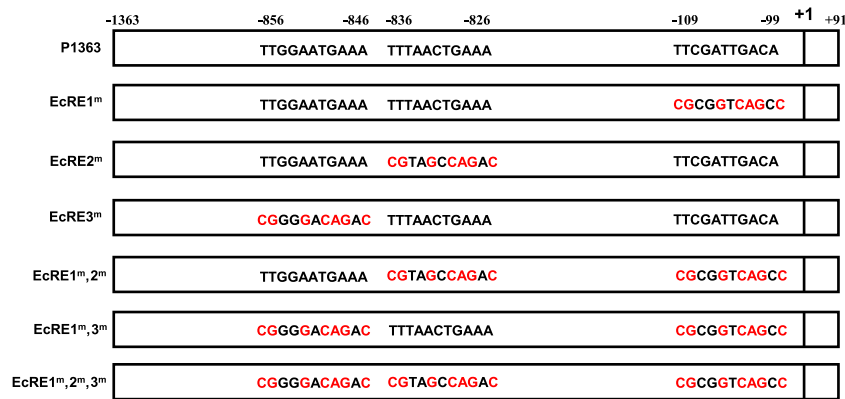 -1363 -856 -846 -836 -826 -109 -99 +1 +91
P1363 TTGGAATGAAA TTTAACTGAAA TTCGATTGACA
EcRE1ᵐ TTGGAATGAAA TTTAACTGAAA CGCGGTCAGCC
EcRE2ᵐ TTGGAATGAAA CGTAGCCAGAC TTCGATTGACA
EcRE3ᵐ CGGGGACAGAC TTTAACTGAAA TTCGATTGACA
EcRE1ᵐ,2ᵐ TTGGAATGAAA CGTAGCCAGAC CGCGGTCAGCC
EcRE1ᵐ,3ᵐ CGGGGACAGAC TTTAACTGAAA CGCGGTCAGCC
EcRE1ᵐ,2ᵐ,3ᵐ CGGGGACAGAC CGTAGCCAGAC CGCGGTCAGCC